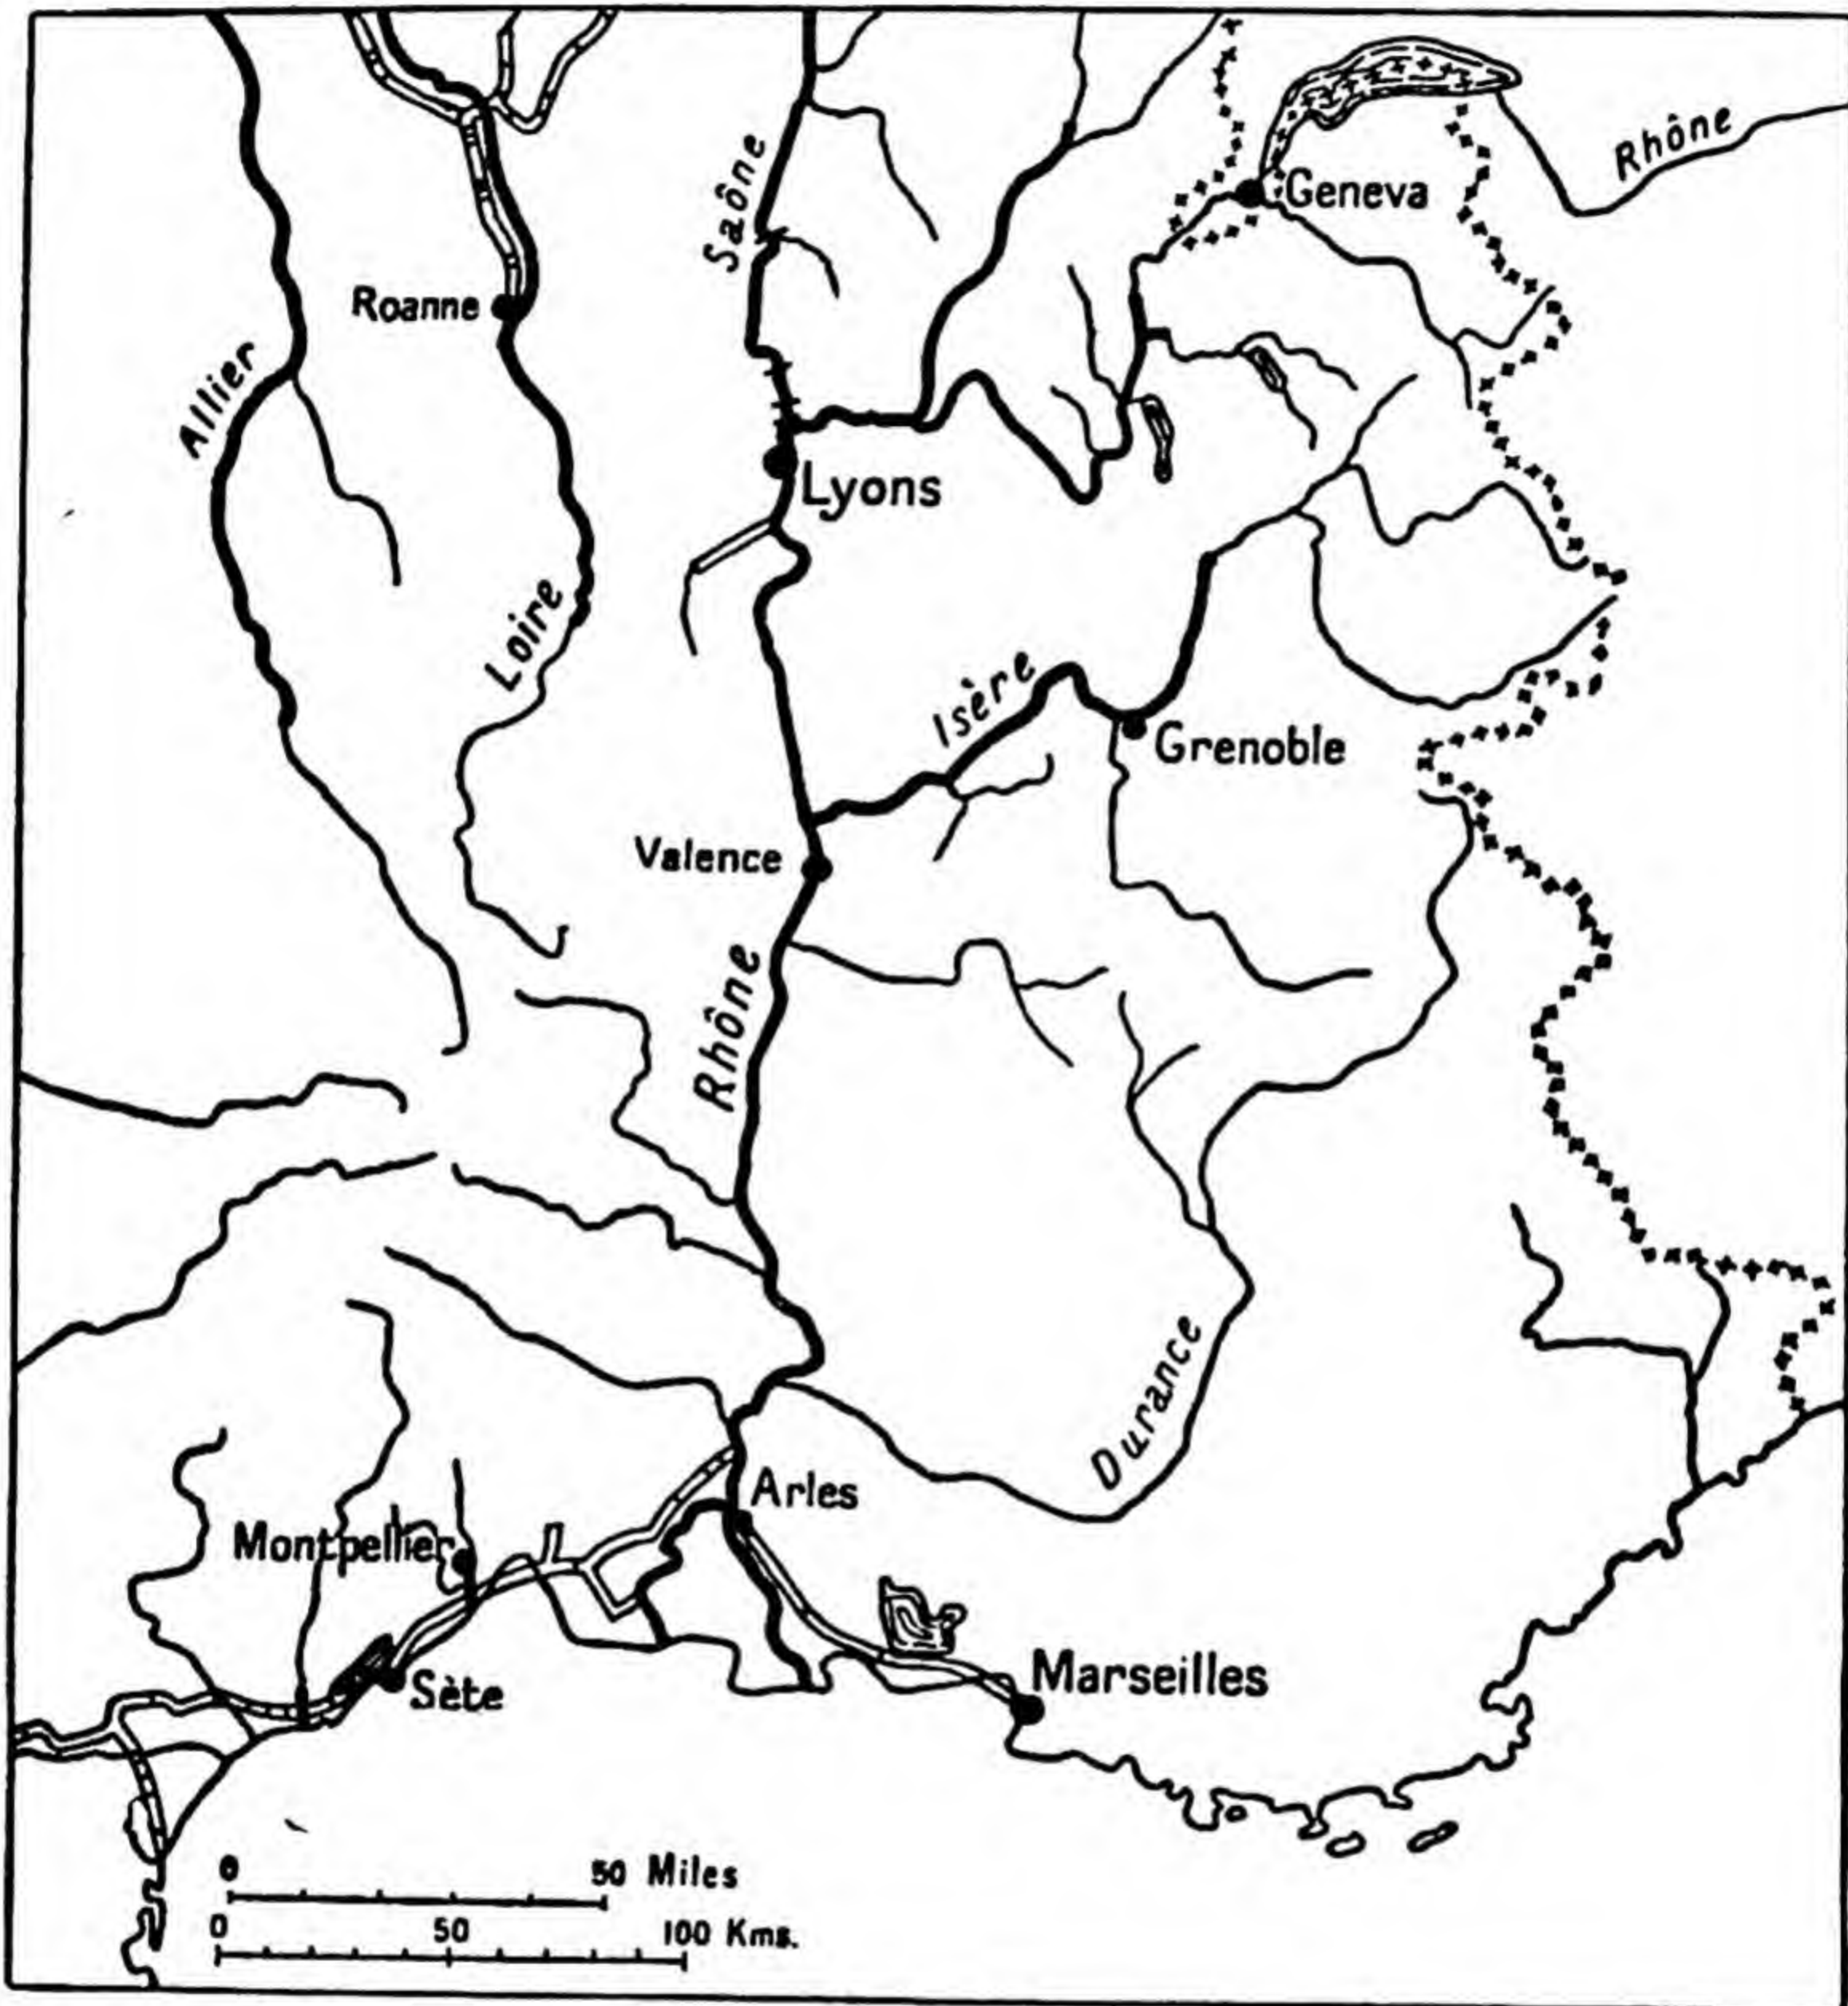 Rhône
Saône
Geneva
Roanne
Allier
Lyons
Loire
Isère
Grenoble
Valence
Rhône
Durance
Arles
Montpellier
Marseilles
Sète
0 50 Miles
0 50 100 Kms.